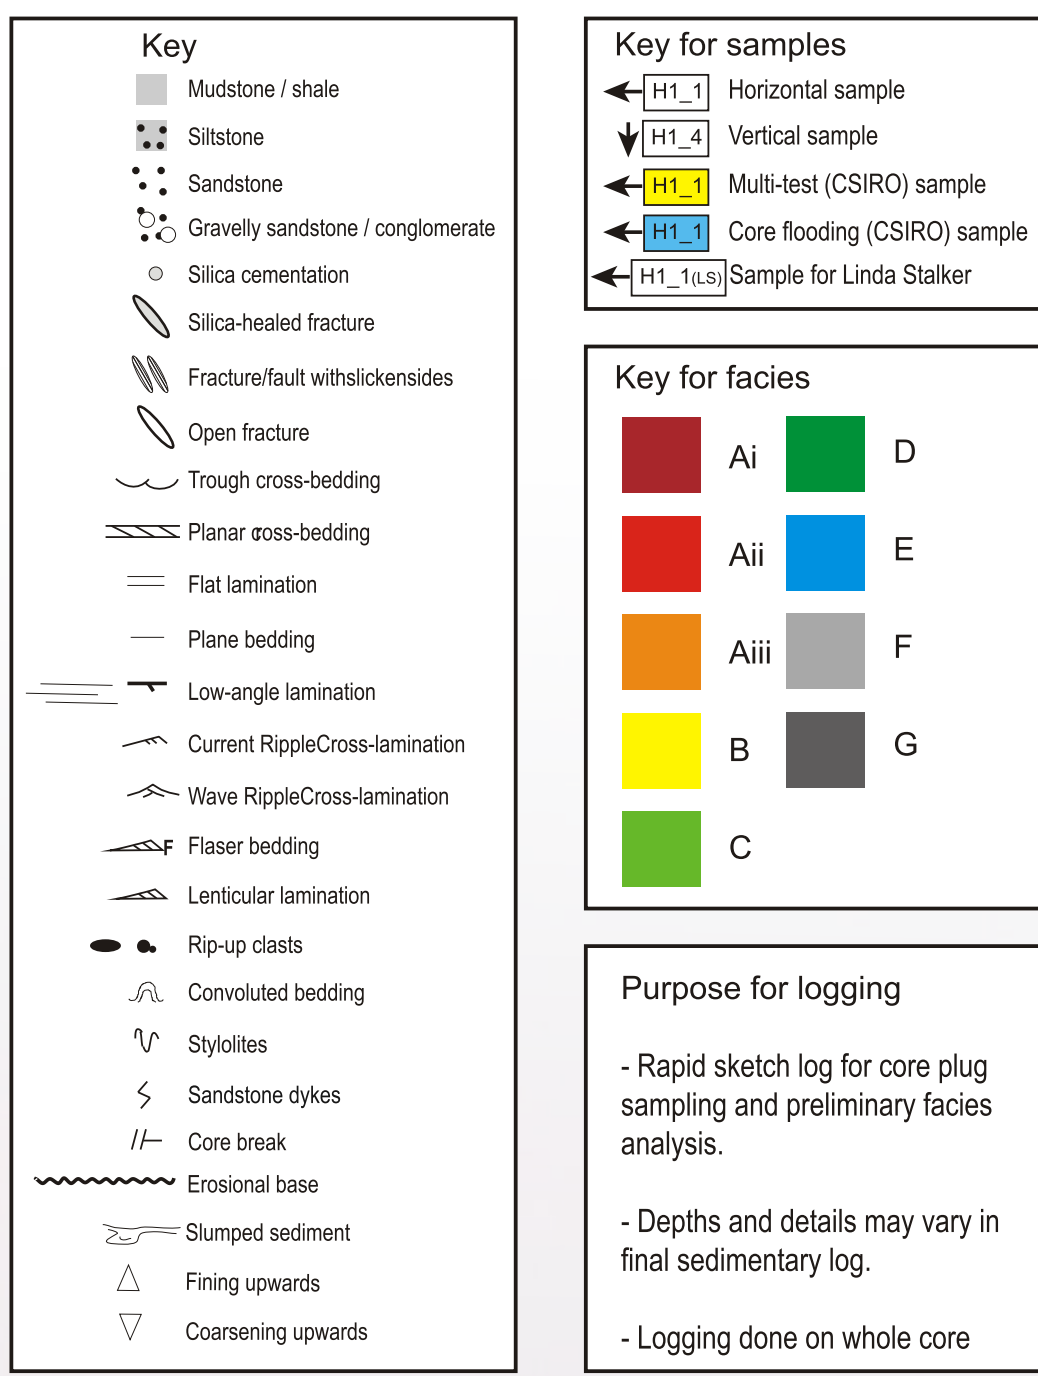 Key
Mudstone / shale
Siltstone
Sandstone
Gravelly sandstone / conglomerate
Silica cementation
Silica-healed fracture
Fracture/fault withslickensides
Open fracture
Trough cross-bedding
Planar cross-bedding
Flat lamination
Plane bedding
Low-angle lamination
Current RippleCross-lamination
Wave RippleCross-lamination
F Flaser bedding
Lenticular lamination
Rip-up clasts
Convoluted bedding
Stylolites
Sandstone dykes
Core break
Erosional base
Slumped sediment
Fining upwards
Coarsening upwards
Key for samples
H1_1 Horizontal sample
H1_4 Vertical sample
H1_1 Multi-test (CSIRO) sample
H1_1 Core flooding (CSIRO) sample
H1_1(LS) Sample for Linda Stalker
Key for facies
Ai D
Aii E
Aiii F
B G
C
Purpose for logging
- Rapid sketch log for core plug
sampling and preliminary facies
analysis.
- Depths and details may vary in
final sedimentary log.
- Logging done on whole core